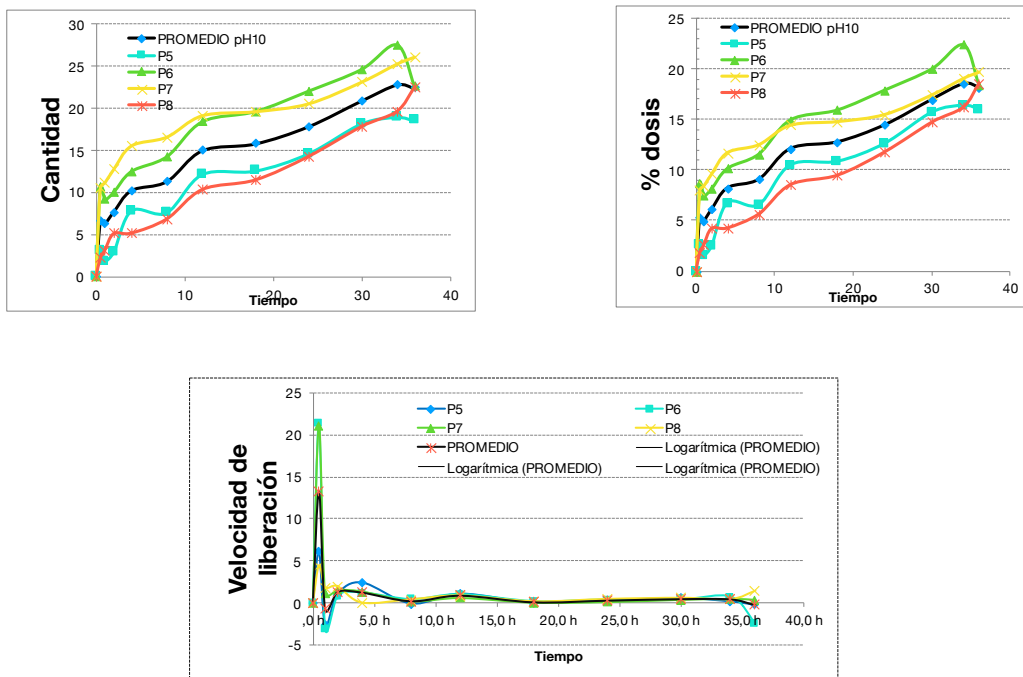 30
25
20
15
10
5
0
Cantidad
PROMEDIO pH10
P5
P6
P7
P8
0
10
20
30
40
Tiempo
25
20
15
10
5
0
% dosis
PROMEDIO pH10
P5
P6
P7
P8
0
10
20
30
40
Tiempo
25
20
15
10
5
0
-5
Velocidad de
liberación
P5
P6
P7
P8
PROMEDIO
Logarítmica (PROMEDIO)
Logarítmica (PROMEDIO)
Logarítmica (PROMEDIO)
,0 h
5,0 h
10,0 h
15,0 h
20,0 h
25,0 h
30,0 h
35,0 h
40,0 h
Tiempo